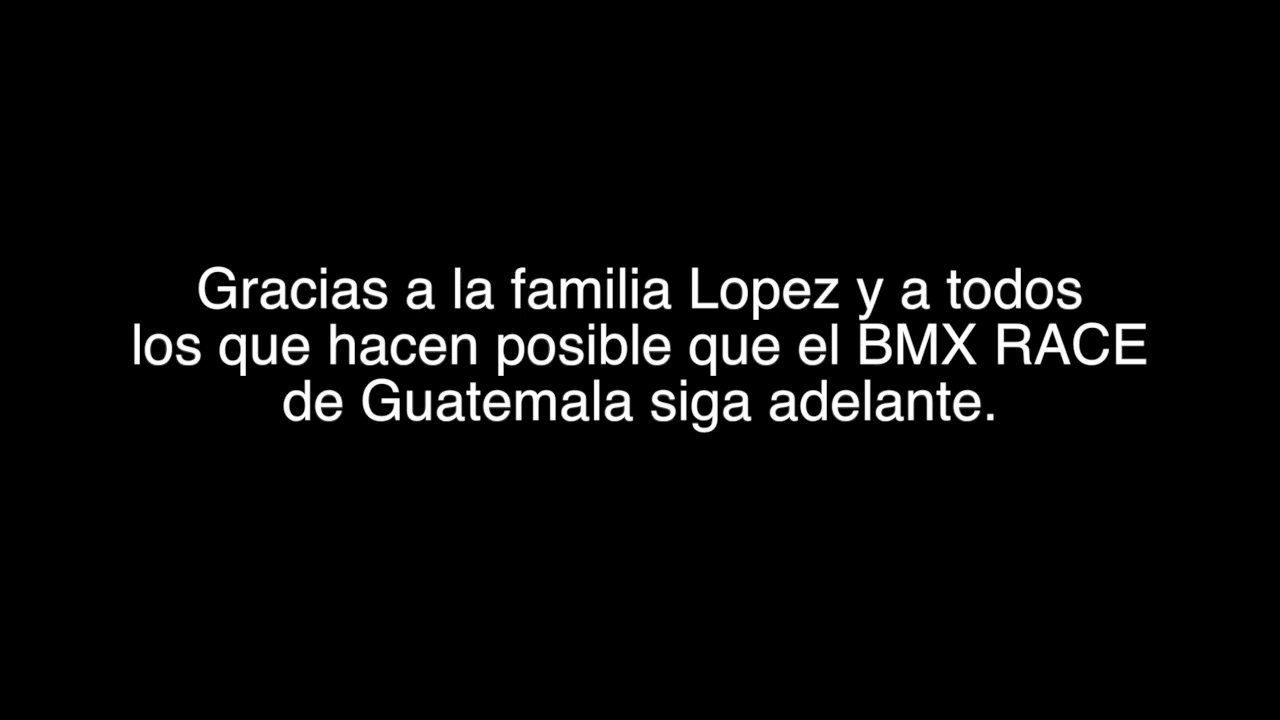 Gracias a la familia Lopez y a todos
los que hacen posible que el BMX RACE
de Guatemala siga adelante.